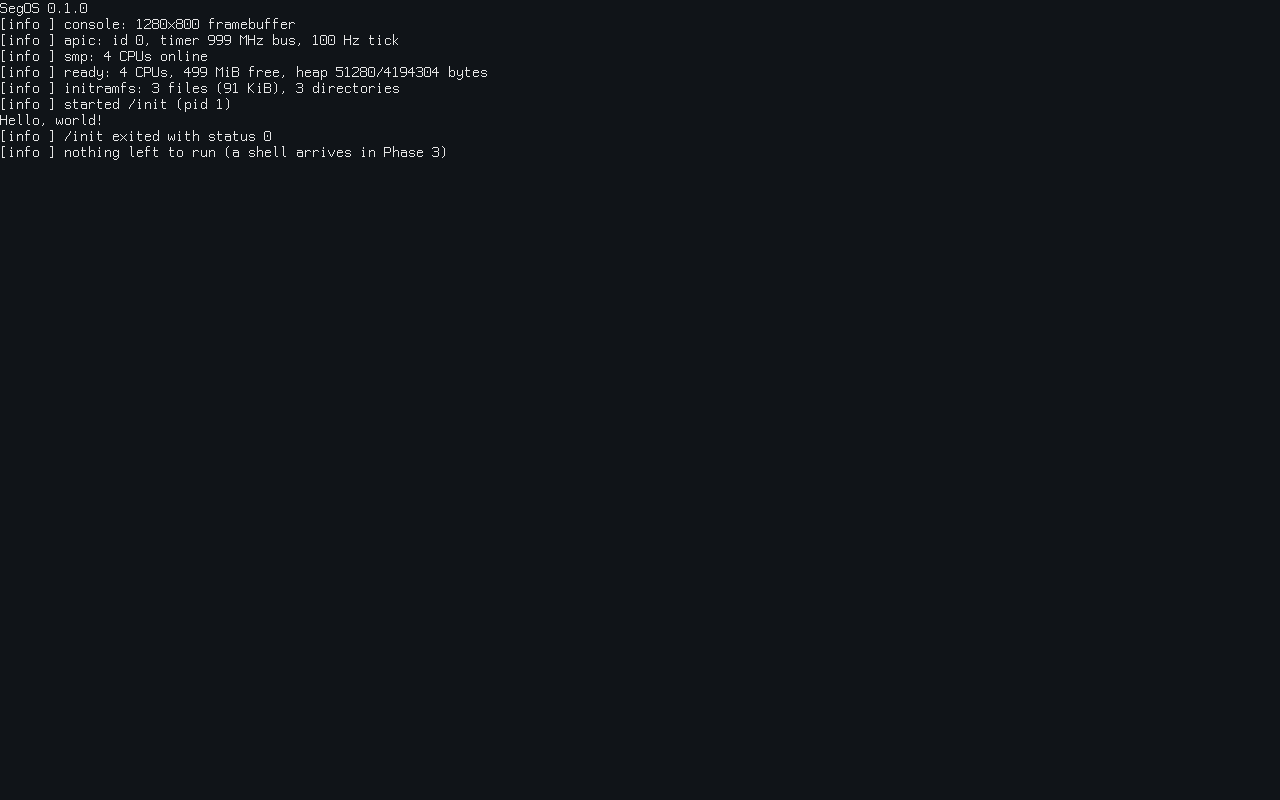 SegOS 0.1.0
[info ] console: 1280x800 framebuffer
[info ] apic: id 0, timer 999 MHz bus, 100 Hz tick
[info ] smp: 4 CPUs online
[info ] ready: 4 CPUs, 499 MiB free, heap 51280/4194304 bytes
[info ] initramfs: 3 files (91 KiB), 3 directories
[info ] started /init (pid 1)
Hello, world!
[info ] /init exited with status 0
[info ] nothing left to run (a shell arrives in Phase 3)